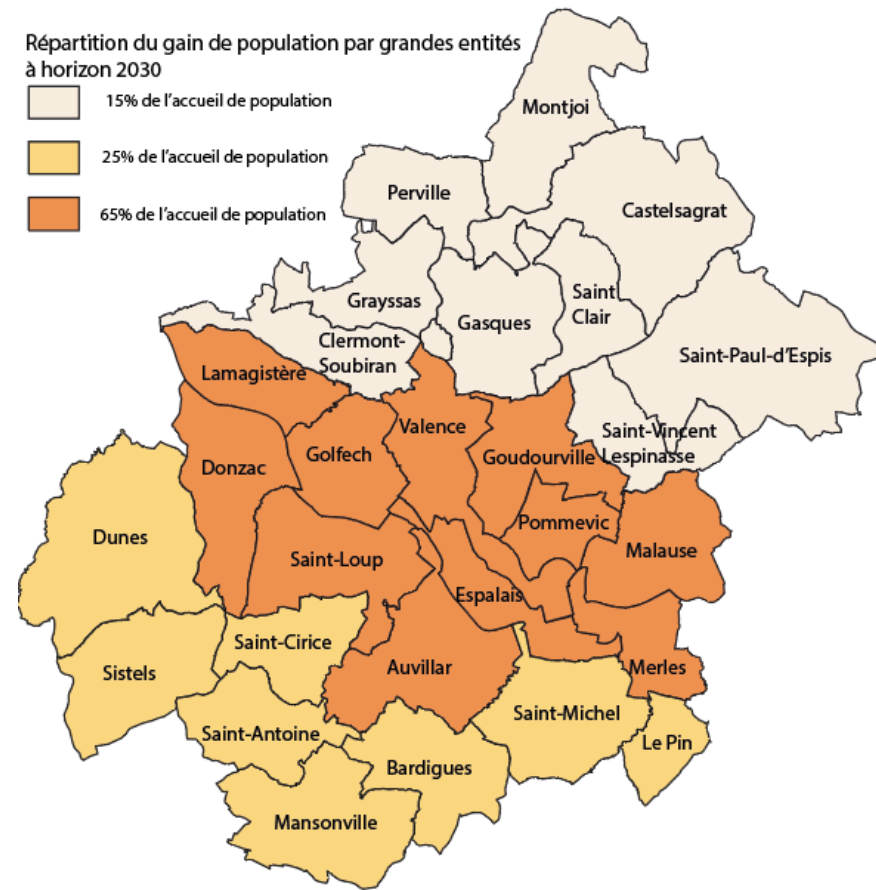 Répartition du gain de population par grandes entités
à horizon 2030
15% de l'accueil de population
25% de l'accueil de population
65% de l'accueil de population
Montjoi
Perville
Castelsagrat
Grayssas
Saint
Clair
Gasques
Clermont-
Soubiran
Saint-Paul-d'Espis
Lamagistère
Valence
Saint-Vincent
Lespinasse
Golfech
Goudourville
Donzac
Pommevic
Dunes
Malause
Saint-Loup
Espalais
Saint-Cirice
Auvillar
Merles
Sistels
Saint-Michel
Saint-Antoine
Le Pin
Bardigues
Mansonville